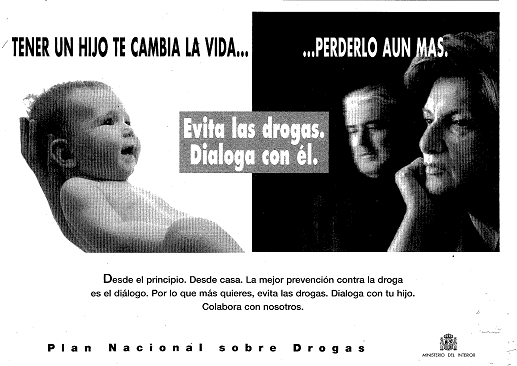 TENER UN HIJO TE CAMBIA LA VIDA...
...PERDERLO AUN MAS.
Evita las drogas.
Dialoga con él.
Desde el principio. Desde casa. La mejor prevención contra la droga
es el diálogo. Por lo que más quieres, evita las drogas. Dialoga con tu hijo.
Colabora con nosotros.
Plan Nacional sobre Drogas
MINISTERIO DEL INTERIOR